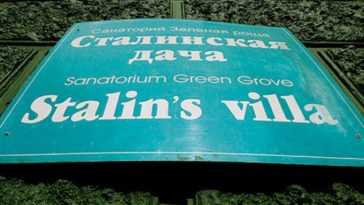 Санаторий Зеленая роща
Сталинская
дача
Sanatorium Green Grove
Stalin's villa